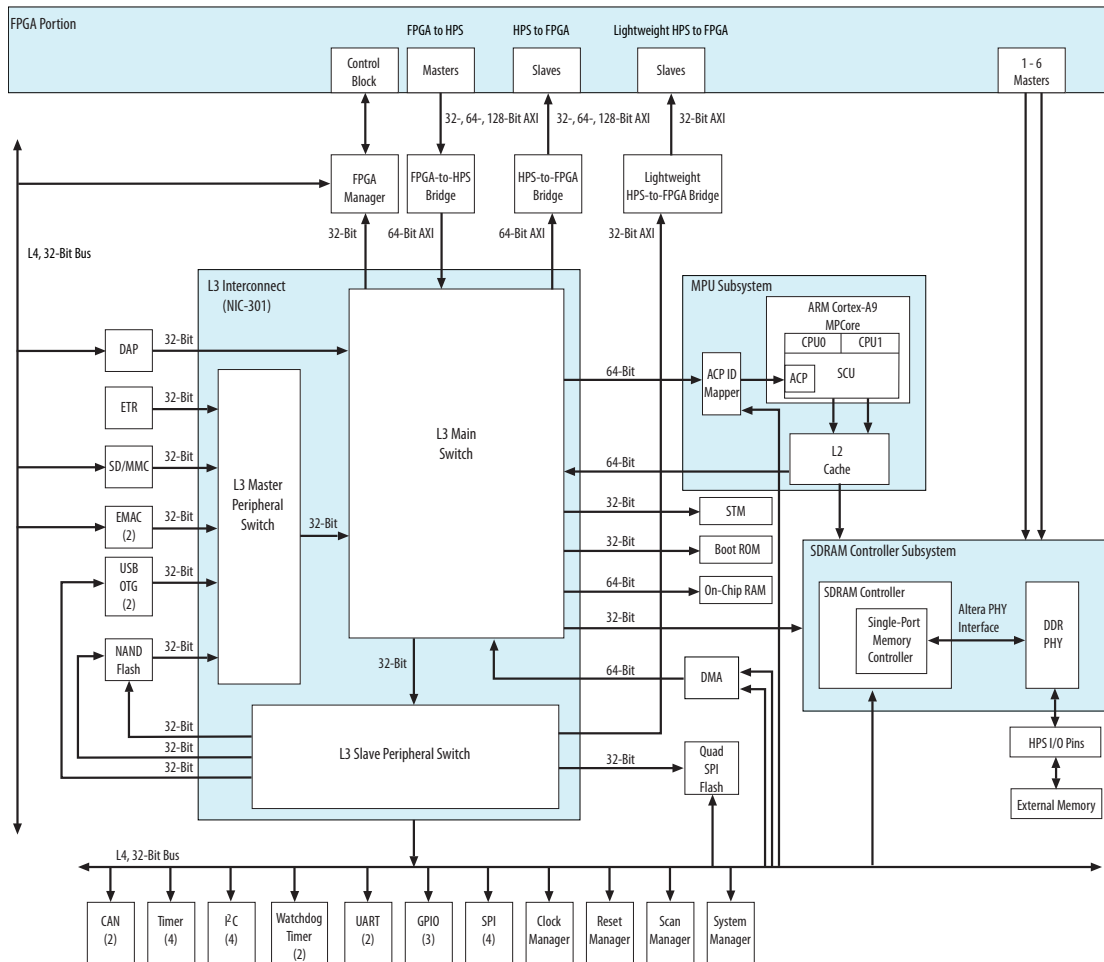 FPGA Portion
FPGA to HPS
HPS to FPGA
Lightweight HPS to FPGA
Control
Block
Masters
Slaves
Slaves
1 - 6
Masters
32-, 64-, 128-Bit AXI
32-, 64-, 128-Bit AXI
32-Bit AXI
FPGA
Manager
FPGA-to-HPS
Bridge
HPS-to-FPGA
Bridge
Lightweight
HPS-to-FPGA Bridge
32-Bit
64-Bit AXI
64-Bit AXI
32-Bit AXI
L4, 32-Bit Bus
L3 Interconnect
(NIC-301)
MPU Subsystem
ARM Cortex-A9
MPCore
CPU0
CPU1
DAP
32-Bit
64-Bit
ACP ID
Mapper
ACP
SCU
ETR
32-Bit
L3 Main
Switch
SD/MMC
32-Bit
64-Bit
L2
Cache
L3 Master
Peripheral
Switch
32-Bit
EMAC
(2)
32-Bit
32-Bit
STM
32-Bit
Boot ROM
SDRAM Controller Subsystem
USB
OTG
(2)
32-Bit
64-Bit
On-Chip RAM
SDRAM Controller
32-Bit
Altera PHY
Interface
Single-Port
Memory
Controller
DDR
PHY
NAND
Flash
32-Bit
32-Bit
64-Bit
DMA
32-Bit
32-Bit
32-Bit
L3 Slave Peripheral Switch
32-Bit
Quad
SPI
Flash
HPS I/O Pins
External Memory
L4, 32-Bit Bus
CAN
(2)
Timer
(4)
I²C
(4)
Watchdog
Timer
(2)
UART
(2)
GPIO
(3)
SPI
(4)
Clock
Manager
Reset
Manager
Scan
Manager
System
Manager